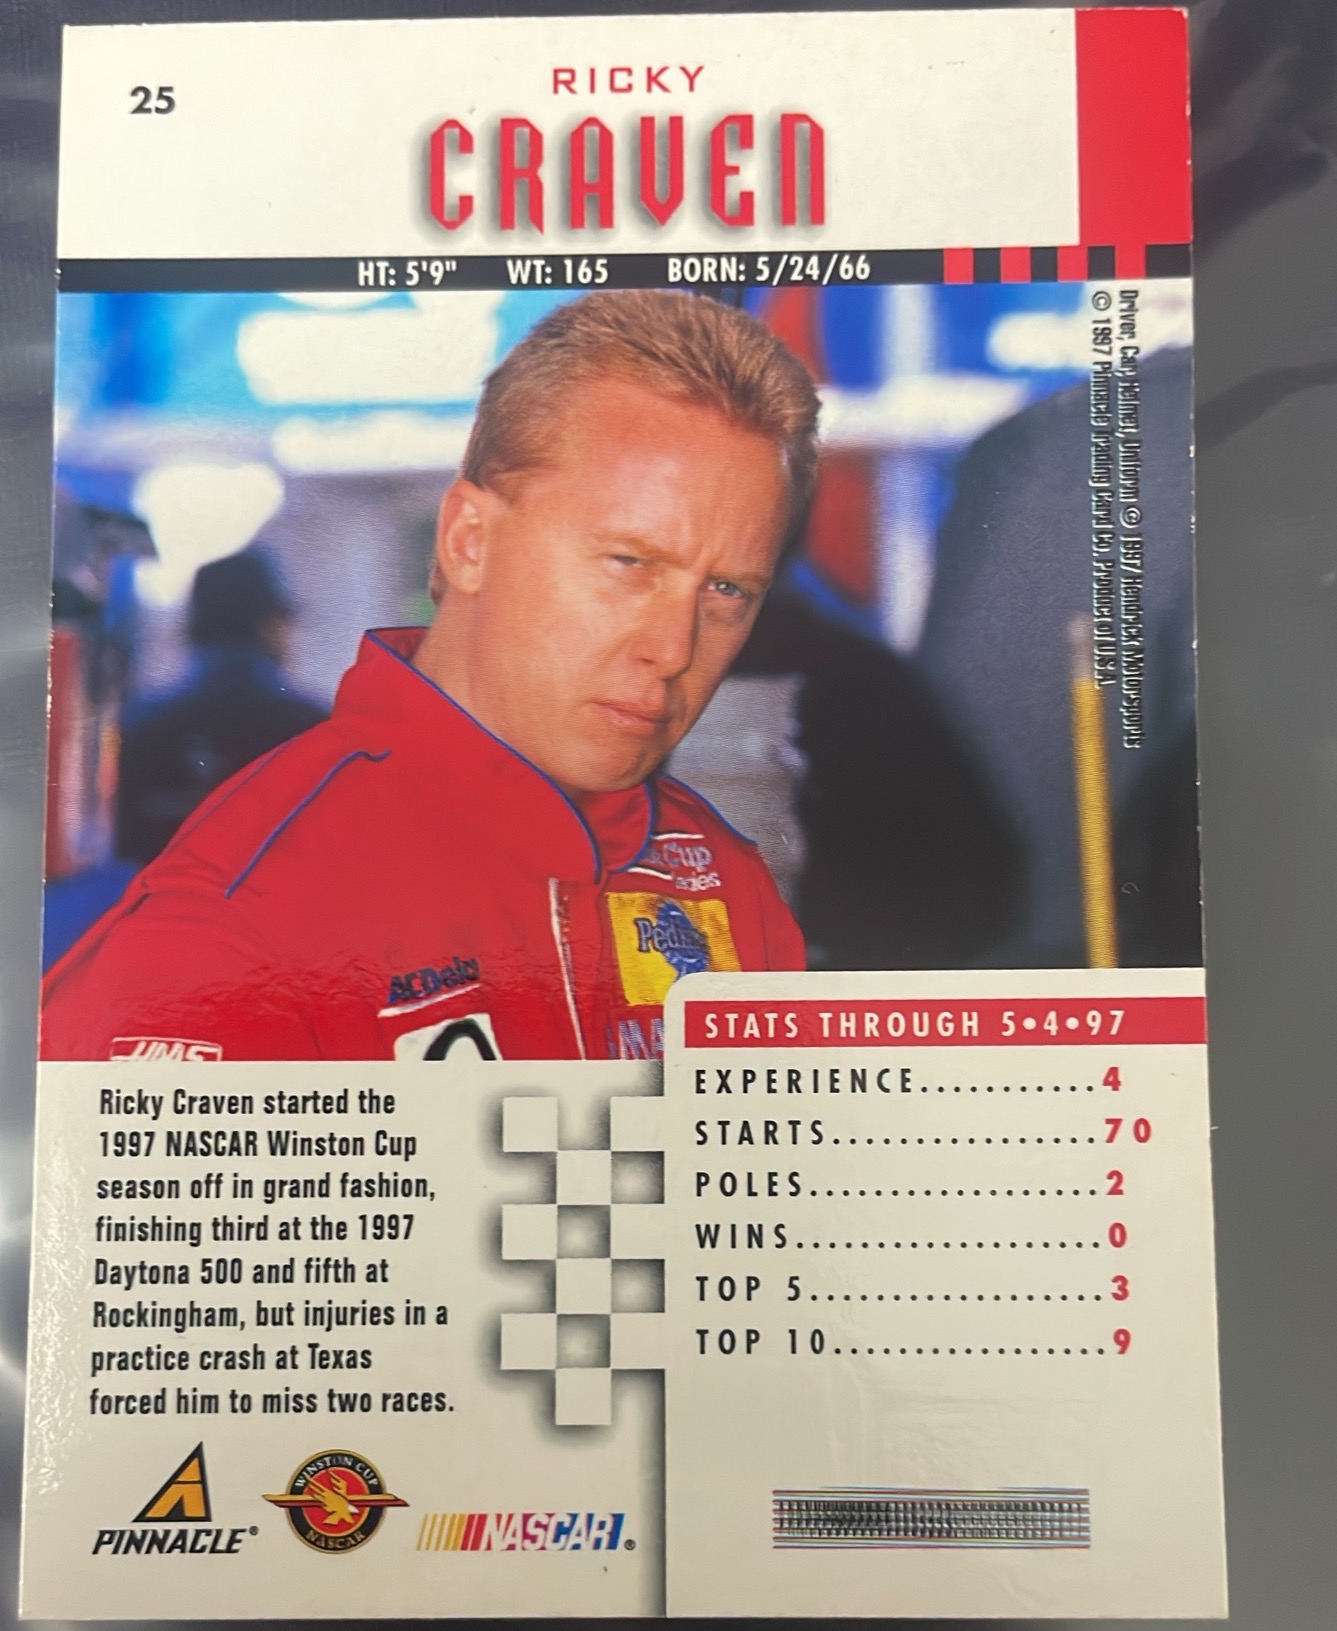 25
RICKY
CRAVEN
HT: 5'9" WT: 165 BORN: 5/24/66
Driver, Car, Helmet, Uniform © 1997 Hendrick Motorsports
© 1997 Pinnacle Trading Card Co. Product of U.S.A.
Cup
Series
ACDelco
HMS
STATS THROUGH 5•4•97
EXPERIENCE...........4
STARTS.................70
POLES...................2
WINS....................0
TOP 5...................3
TOP 10.................9
Ricky Craven started the
1997 NASCAR Winston Cup
season off in grand fashion,
finishing third at the 1997
Daytona 500 and fifth at
Rockingham, but injuries in a
practice crash at Texas
forced him to miss two races.
PINNACLE®
WINSTON CUP
NASCAR
NASCAR®